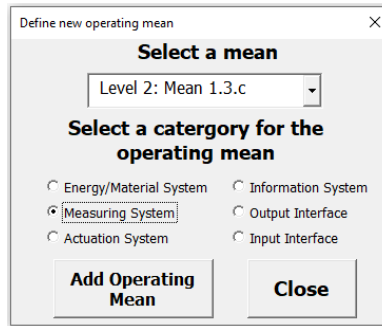 Define new operating mean
Select a mean
Level 2: Mean 1.3.c
Select a catergory for the
operating mean
Energy/Material System
Information System
Measuring System
Output Interface
Actuation System
Input Interface
Add Operating
Mean
Close